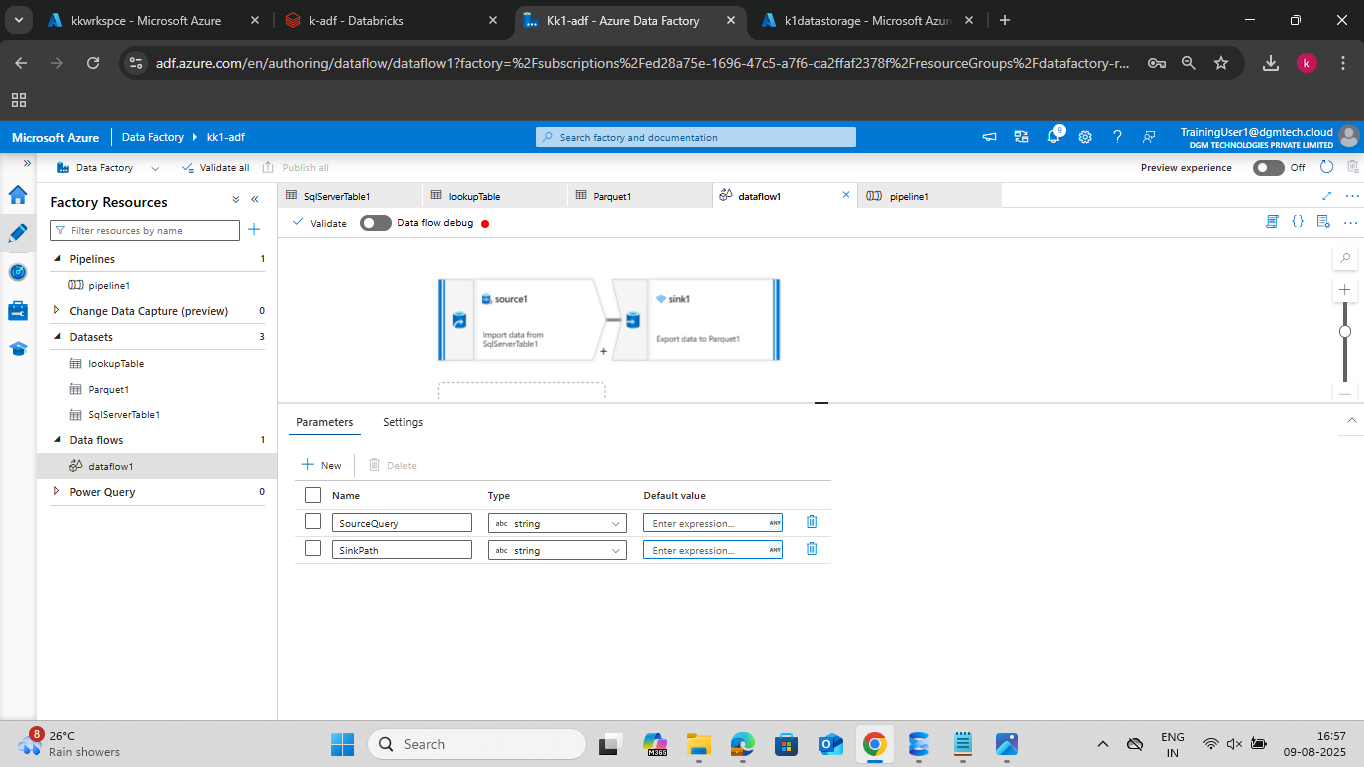 kkwrkspce - Microsoft Azure
k-adf - Databricks
Kk1-adf - Azure Data Factory
k1datastorage - Microsoft Azur
adf.azure.com/en/authoring/dataflow/dataflow1?factory=%2Fsubscriptions%2Fed28a75e-1696-47c5-a7f6-ca2ffaf2378f%2FresourceGroups%2Fdatafactory-r...
k
Microsoft Azure
Data Factory
kk1-adf
Search factory and documentation
9
TrainingUser1@dgmtech.cloud
DGM TECHNOLOGIES PRIVATE LIMITED
Data Factory
Validate all
Publish all
Preview experience
Off
Factory Resources
Filter resources by name
Pipelines 1
pipeline1
Change Data Capture (preview) 0
Datasets 3
lookupTable
Parquet1
SqlServerTable1
Data flows 1
dataflow1
Power Query 0
SqlServerTable1
lookupTable
Parquet1
dataflow1
pipeline1
Validate
Data flow debug
source1
Import data from
SqlServerTable1
sink1
Export data to Parquet1
Parameters
Settings
New
Delete
Name Type Default value
SourceQuery abc string Enter expression... ANY
SinkPath abc string Enter expression... ANY
8
26°C
Rain showers
Search
M365
ENG
IN
16:57
09-08-2025